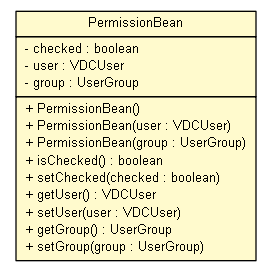 PermissionBean
- checked : boolean
- user : VDCUser
- group : UserGroup
+ PermissionBean()
+ PermissionBean(user : VDCUser)
+ PermissionBean(group : UserGroup)
+ isChecked() : boolean
+ setChecked(checked : boolean)
+ getUser() : VDCUser
+ setUser(user : VDCUser)
+ getGroup() : UserGroup
+ setGroup(group : UserGroup)